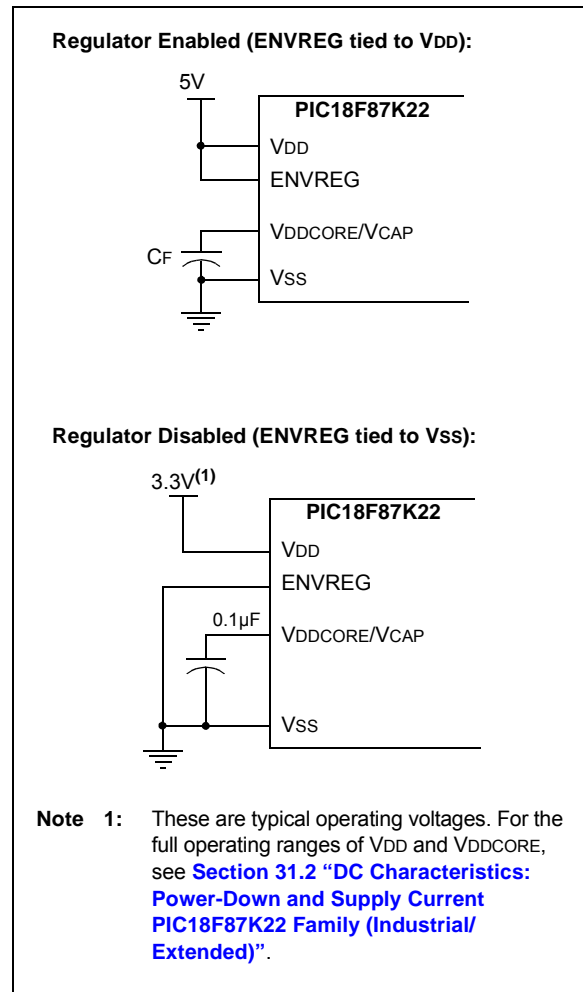 Regulator Enabled (ENVREG tied to VDD):
5V
PIC18F87K22
VDD
ENVREG
VDDCORE/VCAP
CF
VSS
Regulator Disabled (ENVREG tied to VSS):
3.3V(1)
PIC18F87K22
VDD
ENVREG
0.1µF
VDDCORE/VCAP
VSS
Note 1: These are typical operating voltages. For the
full operating ranges of VDD and VDDCORE,
see Section 31.2 “DC Characteristics:
Power-Down and Supply Current
PIC18F87K22 Family (Industrial/
Extended)”.